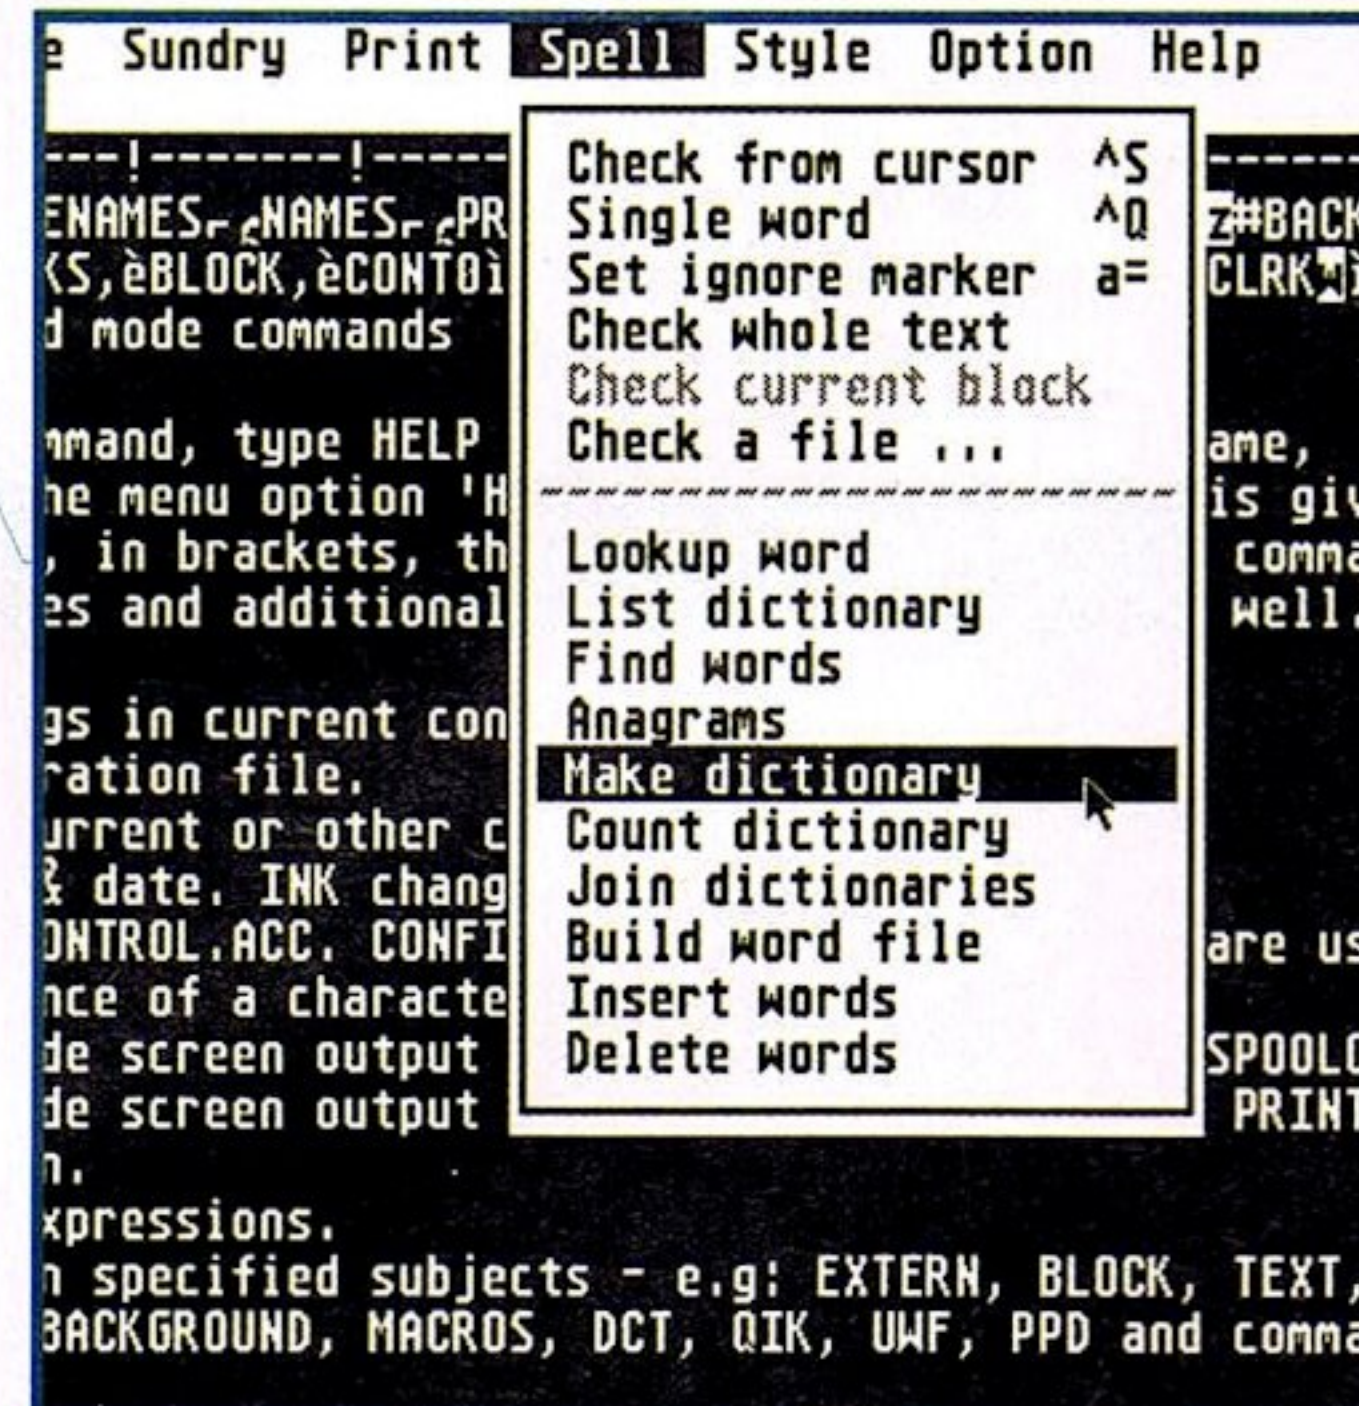 e Sundry Print Spell Style Option Help
---!-------!-----
ENAMES NAMES PR
KS,èBLOCK,èCONT0ì
d mode commands
mmand, type HELP
he menu option 'H
, in brackets, th
es and additional
gs in current con
ration file.
urrent or other c
& date. INK chang
ONTROL.ACC. CONFI
nce of a characte
de screen output
de screen output
n.
xpressions.
n specified subjects - e.g: EXTERN, BLOCK, TEXT,
BACKGROUND, MACROS, DCT, QIK, UWF, PPD and comma
Check from cursor ^S
Single word ^Q
Set ignore marker a=
Check whole text
Check current block
Check a file ...
Lookup word
List dictionary
Find words
Anagrams
Make dictionary
Count dictionary
Join dictionaries
Build word file
Insert words
Delete words
------
z#BACK
CLRKwì
ame,
is giv
comma
well.
are us
SPOOLO
PRINT